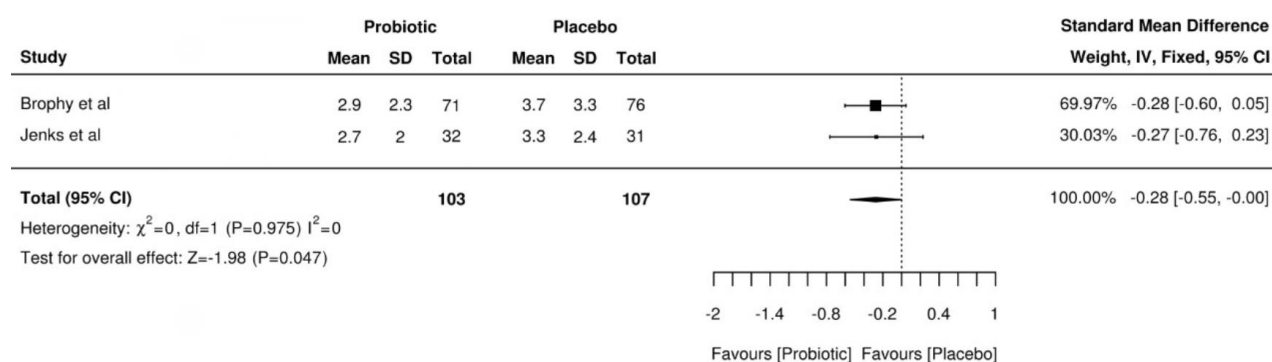 Probiotic Placebo Standard Mean Difference
Study Mean SD Total Mean SD Total Weight, IV, Fixed, 95% CI
Brophy et al 2.9 2.3 71 3.7 3.3 76 69.97% -0.28 [-0.60, 0.05]
Jenks et al 2.7 2 32 3.3 2.4 31 30.03% -0.27 [-0.76, 0.23]
Total (95% CI) 103 107 100.00% -0.28 [-0.55, -0.00]
Heterogeneity: χ²=0, df=1 (P=0.975) I²=0
Test for overall effect: Z=-1.98 (P=0.047)
-2 -1.4 -0.8 -0.2 0.4 1
Favours [Probiotic] Favours [Placebo]